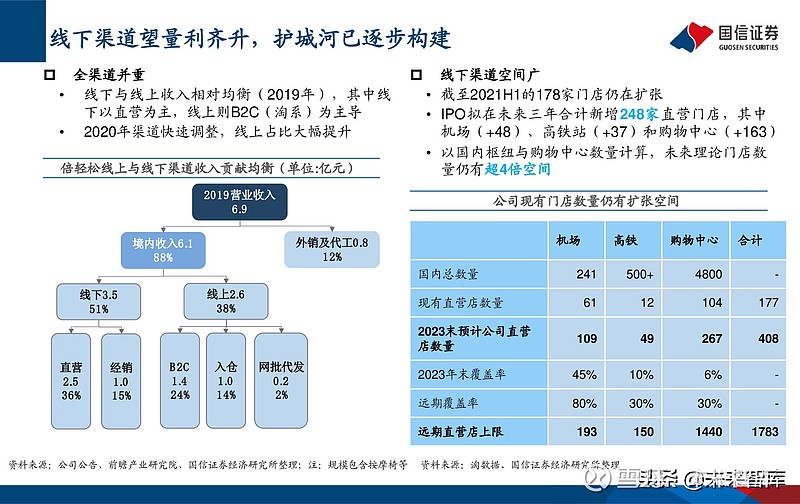 线下渠道望量利齐升，护城河已逐步构建
国信证券
GUOSEN SECURITIES
全渠道并重
• 线下与线上收入相对均衡（2019年），其中线
下以直营为主，线上则B2C（淘系）为主导
• 2020年渠道快速调整，线上占比大幅提升
倍轻松线上与线下渠道收入贡献均衡（单位:亿元）
2019营业收入
6.9
境内收入6.1
88%
外销及代工0.8
12%
线下3.5
51%
线上2.6
38%
直营
2.5
36%
经销
1.0
15%
B2C
1.4
24%
入仓
1.0
14%
网批代发
0.2
2%
线下渠道空间广
• 截至2021H1的178家门店仍在扩张
• IPO拟在未来三年合计新增248家直营门店，其中
机场（+48）、高铁站（+37）和购物中心（+163）
• 以国内枢纽与购物中心数量计算，未来理论门店数
量仍有超4倍空间
公司现有门店数量仍有扩张空间
机场 高铁 购物中心 合计
国内总数量 241 500+ 4800 -
现有直营店数量 61 12 104 177
2023末预计公司直营
店数量 109 49 267 408
2023年末覆盖率 45% 10% 6% -
远期覆盖率 80% 30% 30% -
远期直营店上限 193 150 1440 1783
资料来源：公司公告、前瞻产业研究院、国信证券经济研究所整理；注：规模包含按摩椅等
资料来源：淘数据、国信证券经济研究所整理